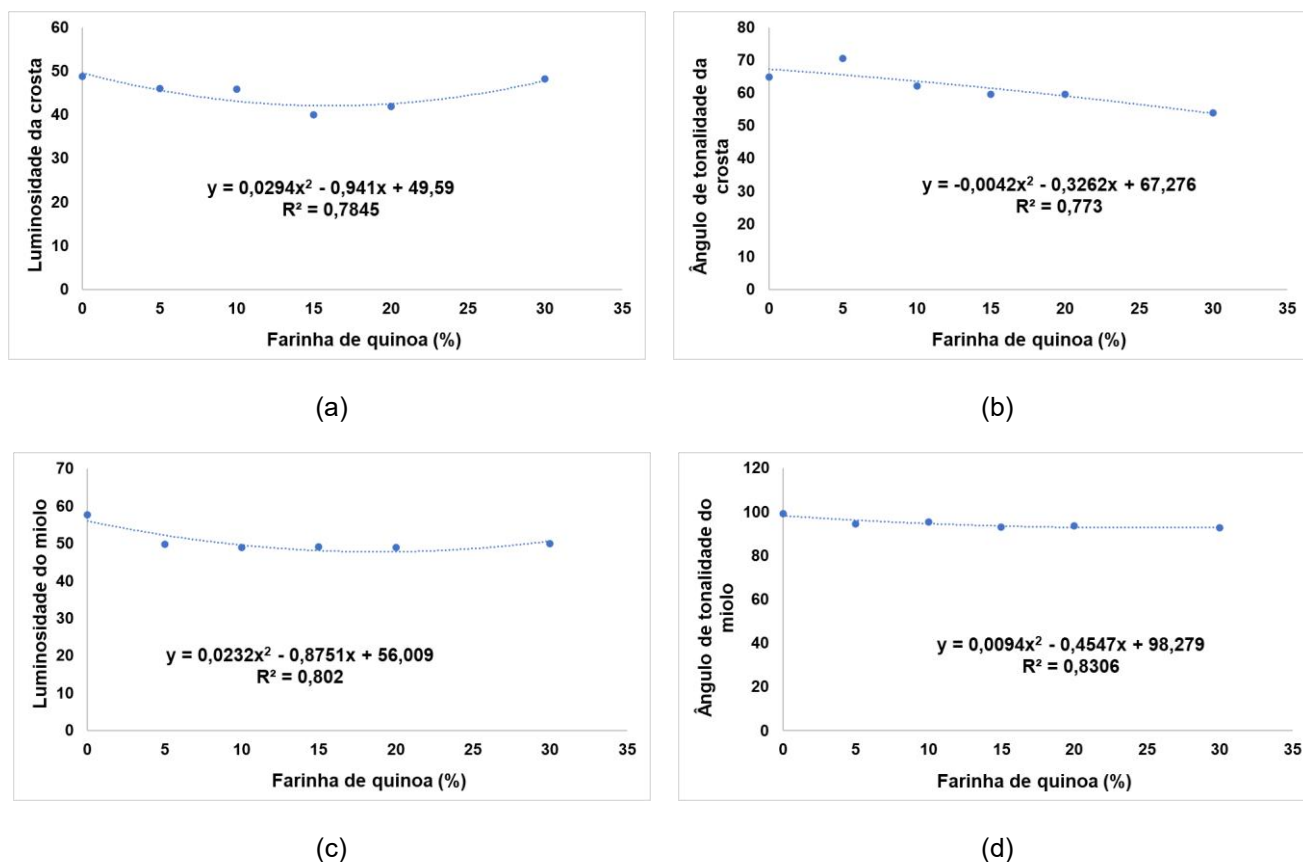 60
50
40
30
20
10
0
0 5 10 15 20 25 30 35
Luminosidade da crosta
y = 0,0294x² - 0,941x + 49,59
R² = 0,7845
Farinha de quinoa (%)
(a)
80
70
60
50
40
30
20
10
0
0 5 10 15 20 25 30 35
Ângulo de tonalidade da
crosta
y = -0,0042x² - 0,3262x + 67,276
R² = 0,773
Farinha de quinoa (%)
(b)
70
60
50
40
30
20
10
0
0 5 10 15 20 25 30 35
Luminosidade do miolo
y = 0,0232x² - 0,8751x + 56,009
R² = 0,802
Farinha de quinoa (%)
(c)
120
100
80
60
40
20
0
0 5 10 15 20 25 30 35
Ângulo de tonalidade do
miolo
y = 0,0094x² - 0,4547x + 98,279
R² = 0,8306
Farinha de quinoa (%)
(d)